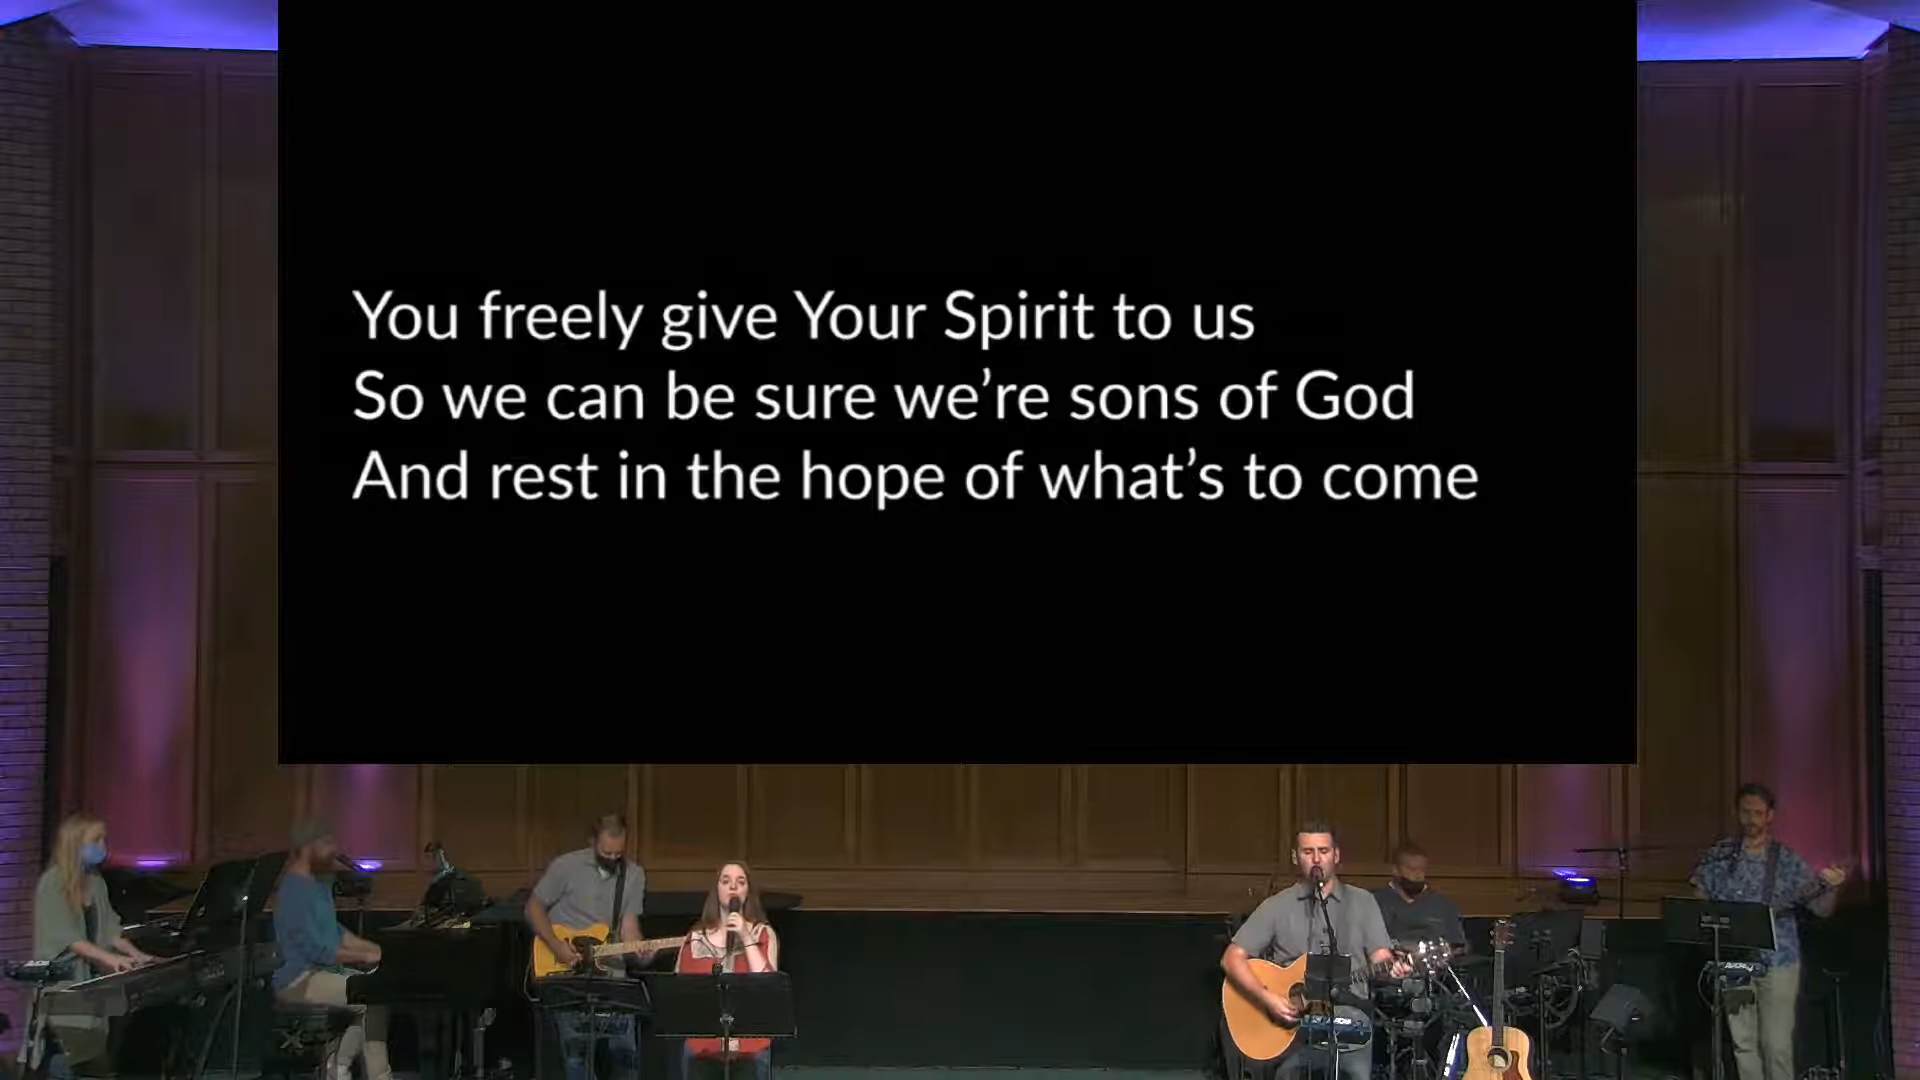 You freely give Your Spirit to us
So we can be sure we’re sons of God
And rest in the hope of what’s to come